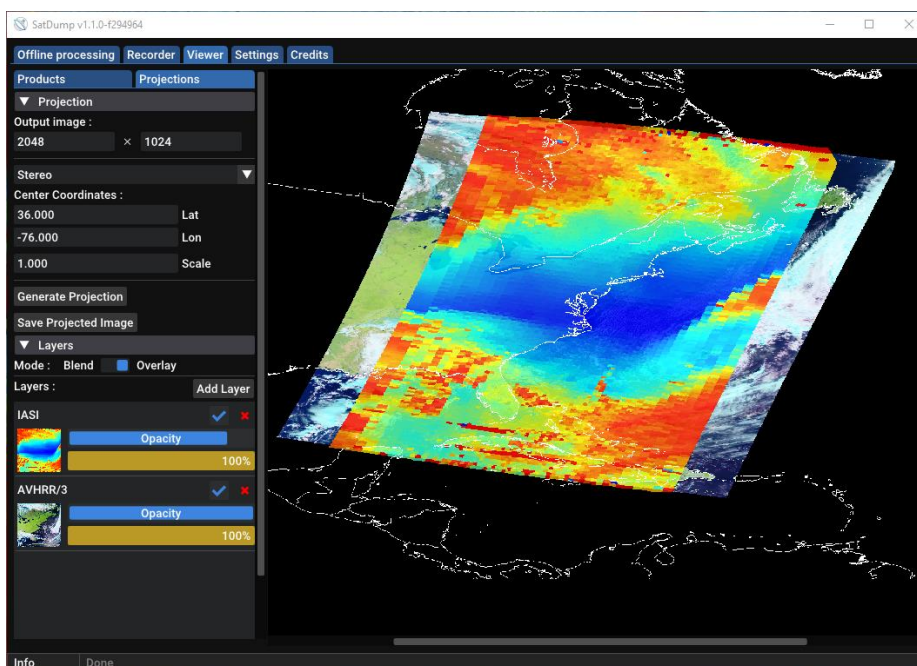 SatDump v1.1.0-f294964
Offline processing Recorder Viewer Settings Credits
Products Projections
Projection
Output image :
2048 × 1024
Stereo
Center Coordinates :
36.000 Lat
-76.000 Lon
1.000 Scale
Generate Projection
Save Projected Image
Layers
Mode : Blend Overlay
Layers : Add Layer
IASI
Opacity
100%
AVHRR/3
Opacity
100%
Info Done